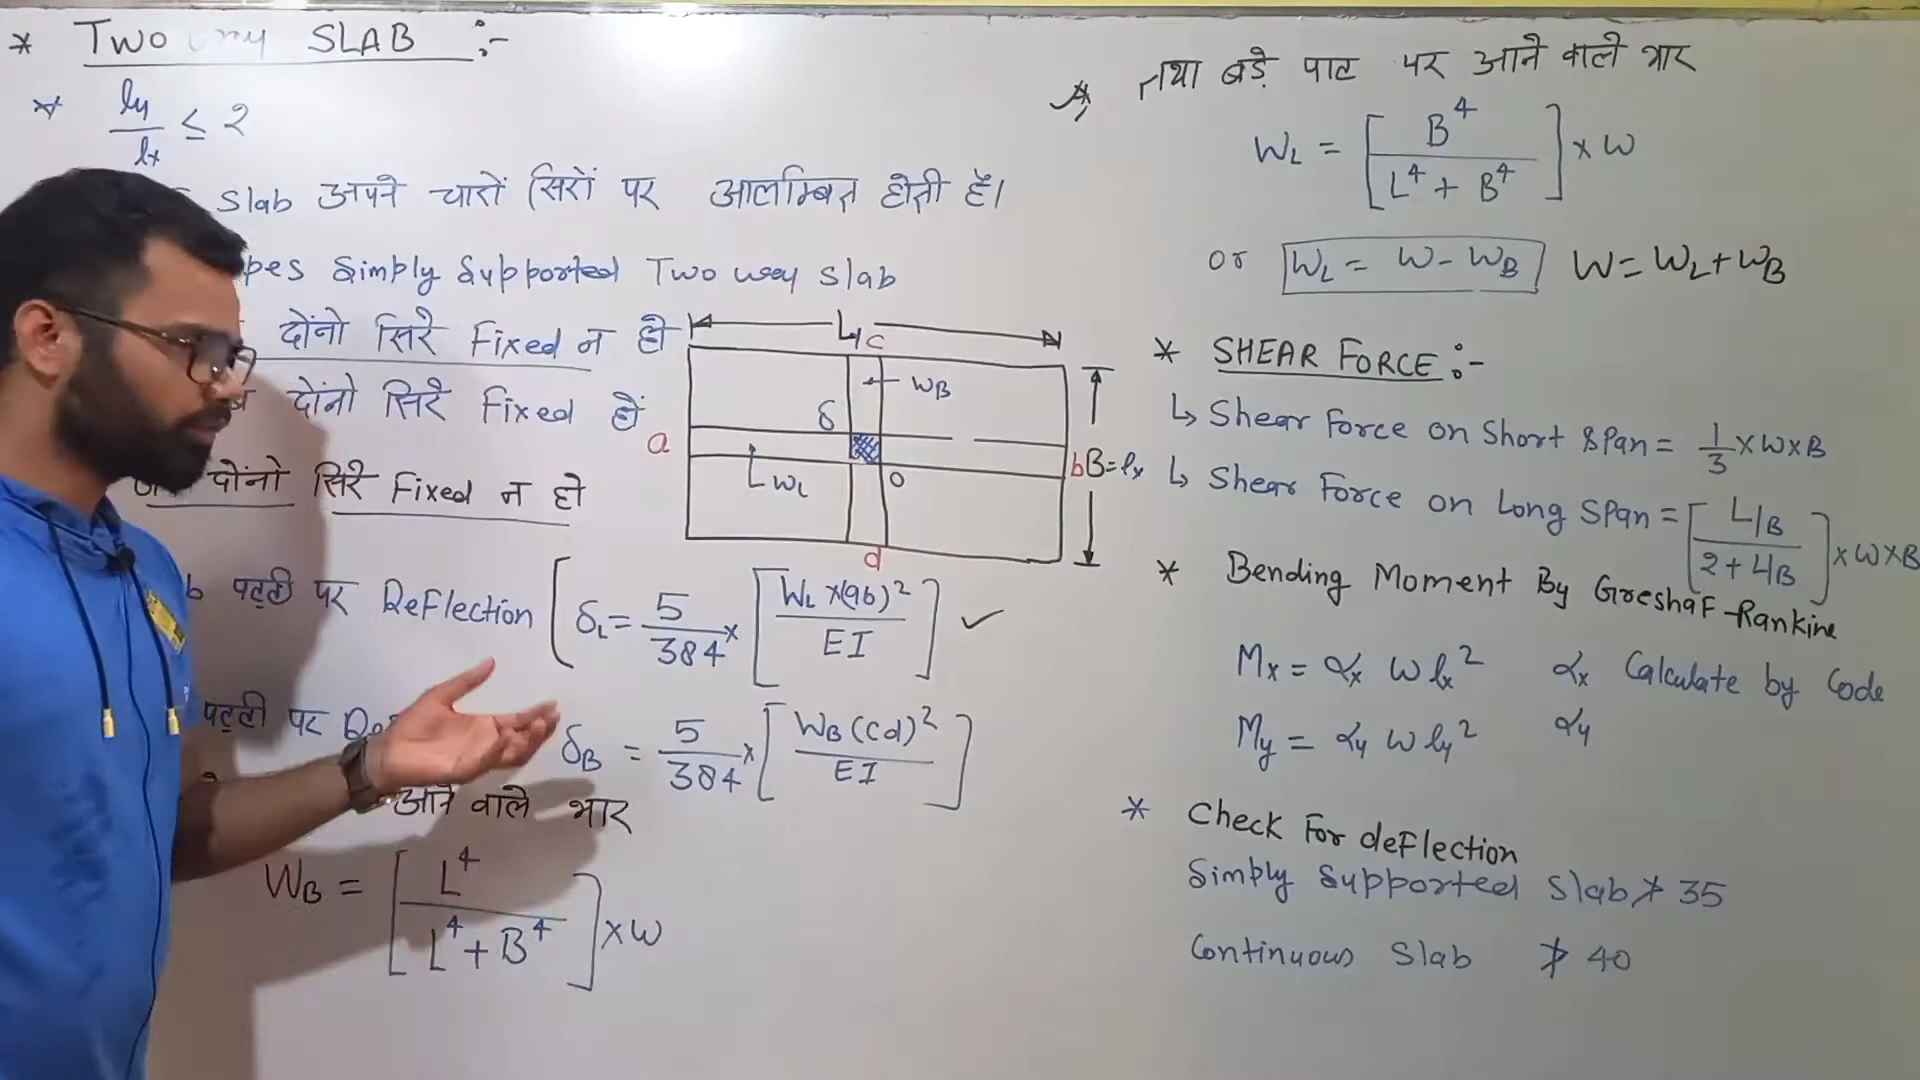 * TWO way SLAB :-
* ly/lx ≤ 2
Slab अपने चारों सिरों पर आलम्बित होती है।
Simply Supported Two way slab
दोंनो सिरे Fixed न हो
दोंनो सिरे Fixed हों
दोंनो सिरे Fixed न हो
L
c
WB
δ
a
WL
o
b B=lx
d
पट्टी पर Deflection [ δL = 5/384 × [ WL×(ab)² / EI ] ✓
पट्टी पर
δB = 5/384 × [ WB(cd)² / EI ]
आने वाले भार
WB = [ L⁴ / L⁴+B⁴ ] × W
तथा बड़े पाट पर आने वाले भार
WL = [ B⁴ / L⁴+B⁴ ] × W
or WL = W-WB W=WL+WB
* SHEAR FORCE :-
↳ Shear Force on Short Span = 1/3 ×W×B
↳ Shear Force on Long Span = [ L/B / 2+L/B ] ×W×B
* Bending Moment By GreshaF-Rankine
Mx = αx W lx² αx Calculate by Code
My = αy W ly² αy
* Check For deFlection
Simply Supported Slab ≯ 35
Continuous Slab ≯ 40